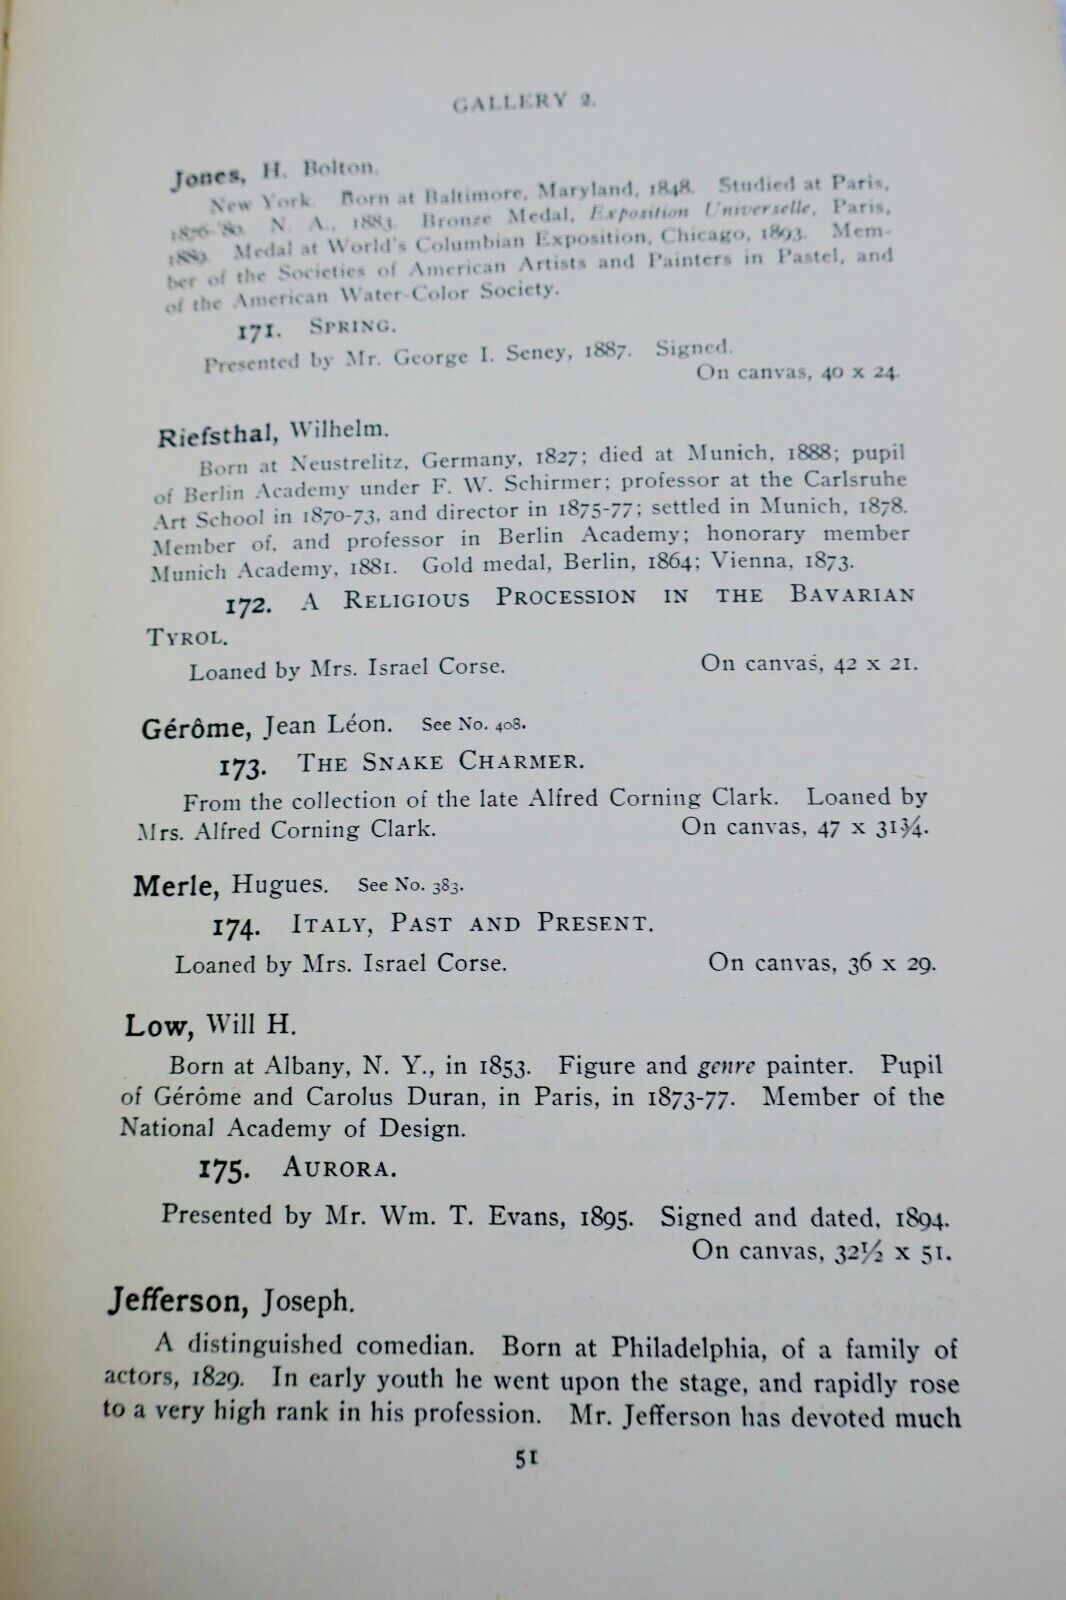 GALLERY 2.
Jones, H. Bolton.
New York. Born at Baltimore, Maryland, 1848. Studied at Paris,
1876-'80. N. A., 1883. Bronze Medal, Exposition Universelle, Paris,
1889. Medal at World's Columbian Exposition, Chicago, 1893. Mem-
ber of the Societies of American Artists and Painters in Pastel, and
of the American Water-Color Society.
171. SPRING.
Presented by Mr. George I. Seney, 1887. Signed.
On canvas, 40 x 24.
Riefsthal, Wilhelm.
Born at Neustrelitz, Germany, 1827; died at Munich, 1888; pupil
of Berlin Academy under F. W. Schirmer; professor at the Carlsruhe
Art School in 1870-73, and director in 1875-77; settled in Munich, 1878.
Member of, and professor in Berlin Academy; honorary member
Munich Academy, 1881. Gold medal, Berlin, 1864; Vienna, 1873.
172. A RELIGIOUS PROCESSION IN THE BAVARIAN
TYROL.
Loaned by Mrs. Israel Corse. On canvas, 42 x 21.
Gérôme, Jean Léon. See No. 408.
173. THE SNAKE CHARMER.
From the collection of the late Alfred Corning Clark. Loaned by
Mrs. Alfred Corning Clark. On canvas, 47 x 31¾.
Merle, Hugues. See No. 383.
174. ITALY, PAST AND PRESENT.
Loaned by Mrs. Israel Corse. On canvas, 36 x 29.
Low, Will H.
Born at Albany, N. Y., in 1853. Figure and genre painter. Pupil
of Gérôme and Carolus Duran, in Paris, in 1873-77. Member of the
National Academy of Design.
175. AURORA.
Presented by Mr. Wm. T. Evans, 1895. Signed and dated, 1894.
On canvas, 32½ x 51.
Jefferson, Joseph.
A distinguished comedian. Born at Philadelphia, of a family of
actors, 1829. In early youth he went upon the stage, and rapidly rose
to a very high rank in his profession. Mr. Jefferson has devoted much
51